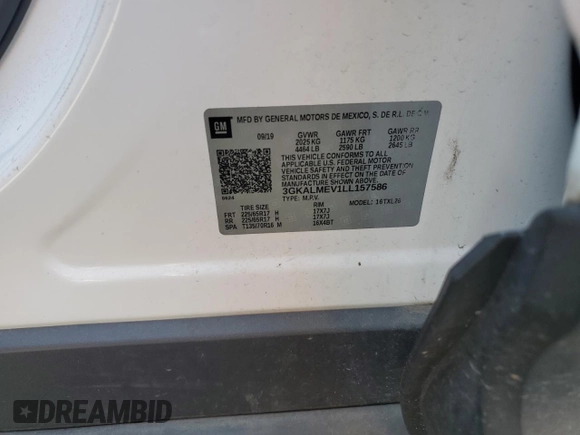 GM
MFD BY GENERAL MOTORS DE MEXICO, S. DE R.L. DE C.V.
09/19 GVWR GAWR FRT GAWR RR
2025 KG 1175 KG 1200 KG
4464 LB 2590 LB 2645 LB
THIS VEHICLE CONFORMS TO ALL
APPLICABLE U.S. FEDERAL MOTOR
VEHICLE SAFETY AND THEFT PREVENTION
STANDARDS IN EFFECT ON THE DATE OF
MANUFACTURE SHOWN ABOVE.
3GKALMEV1LL157586
TYPE: M.P.V. MODEL: 1STXL26
TIRE SIZE RIM
FRT 225/65R17 H 17X7J
RR 225/65R17 H 17X7J
SPA T135/70R16 M 16X4BT
DREAMBID